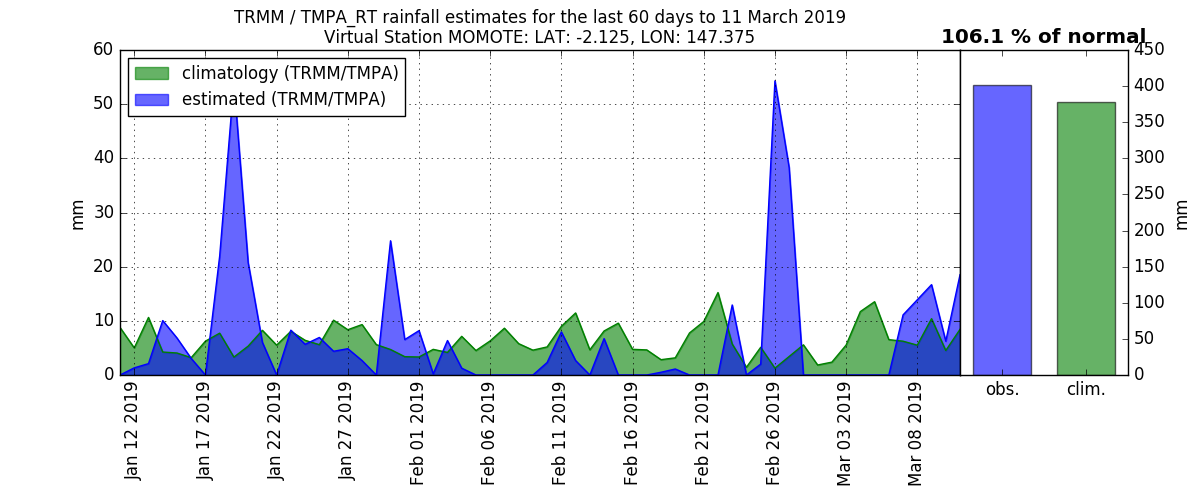 TRMM / TMPA_RT rainfall estimates for the last 60 days to 11 March 2019
Virtual Station MOMOTE: LAT: -2.125, LON: 147.375
106.1 % of normal
climatology (TRMM/TMPA)
estimated (TRMM/TMPA)
60
50
40
30
20
10
0
mm
450
400
350
300
250
200
150
100
50
0
mm
Jan 12 2019
Jan 17 2019
Jan 22 2019
Jan 27 2019
Feb 01 2019
Feb 06 2019
Feb 11 2019
Feb 16 2019
Feb 21 2019
Feb 26 2019
Mar 03 2019
Mar 08 2019
obs.
clim.